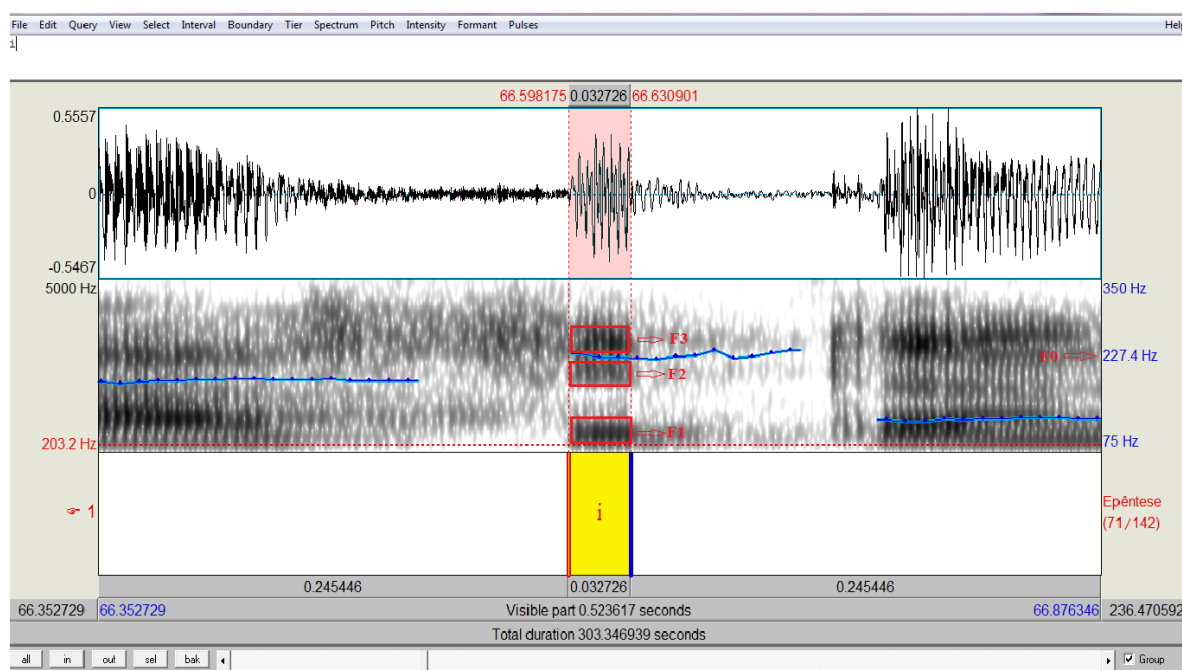 File Edit Query View Select Interval Boundary Tier Spectrum Pitch Intensity Formant Pulses Help
i
66.598175 0.032726 66.630901
0.5557
0
-0.5467
5000 Hz 350 Hz
F3
F0 227.4 Hz
F2
F1
203.2 Hz 75 Hz
1 i Epêntese
(71/142)
0.245446 0.032726 0.245446
66.352729 66.352729 Visible part 0.523617 seconds 66.876346 236.470592
Total duration 303.346939 seconds
all in out sel bak Group